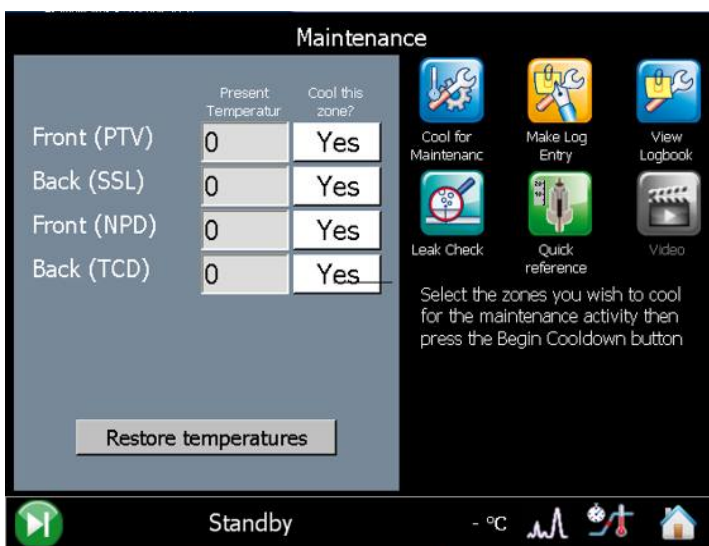 Maintenance
Present
Temperatur
Cool this
zone?
Front (PTV)
0
Yes
Back (SSL)
0
Yes
Front (NPD)
0
Yes
Back (TCD)
0
Yes
Restore temperatures
Cool for
Maintenanc
Make Log
Entry
View
Logbook
Leak Check
Quick
reference
Video
Select the zones you wish to cool
for the maintenance activity then
press the Begin Cooldown button
Standby
- °C